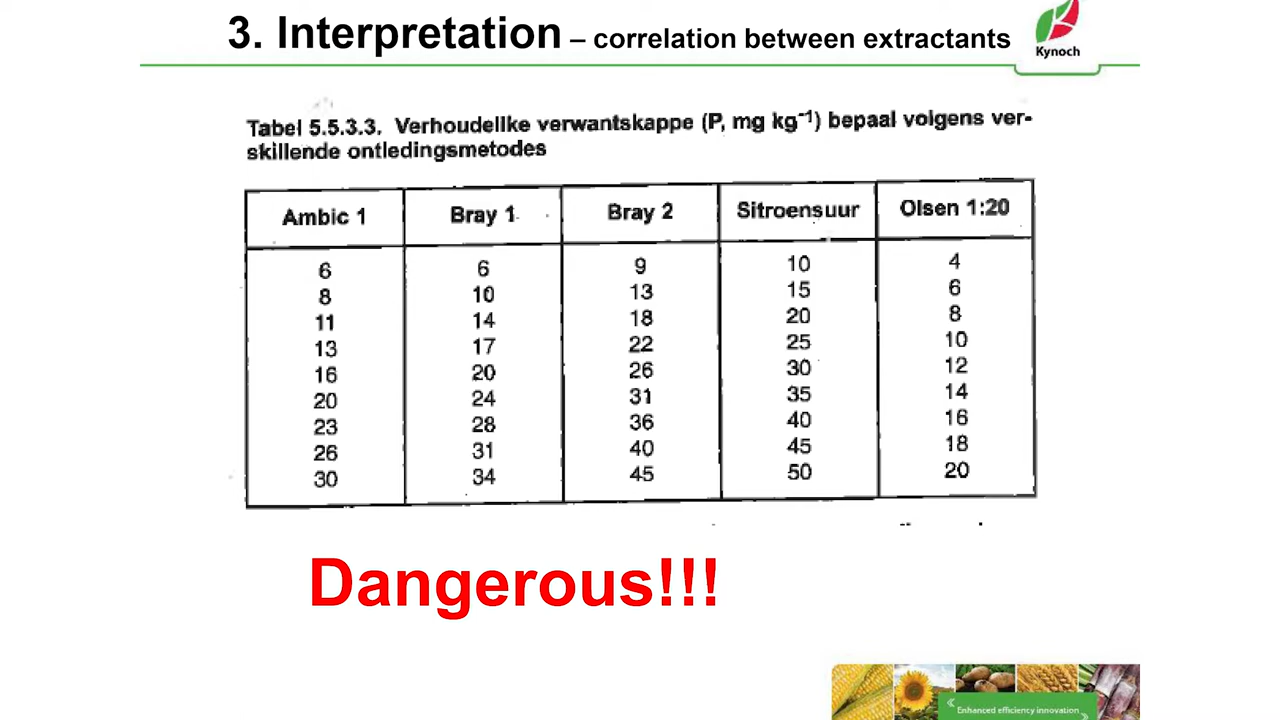 3. Interpretation – correlation between extractants
Kynoch
Tabel 5.5.3.3. Verhoudelike verwantskappe (P, mg kg⁻¹) bepaal volgens ver-
skillende ontledingsmetodes
Ambic 1 Bray 1 Bray 2 Sitroensuur Olsen 1:20
6 6 9 10 4
8 10 13 15 6
11 14 18 20 8
13 17 22 25 10
16 20 26 30 12
20 24 31 35 14
23 28 36 40 16
26 31 40 45 18
30 34 45 50 20
Dangerous!!!
Enhanced efficiency innovation